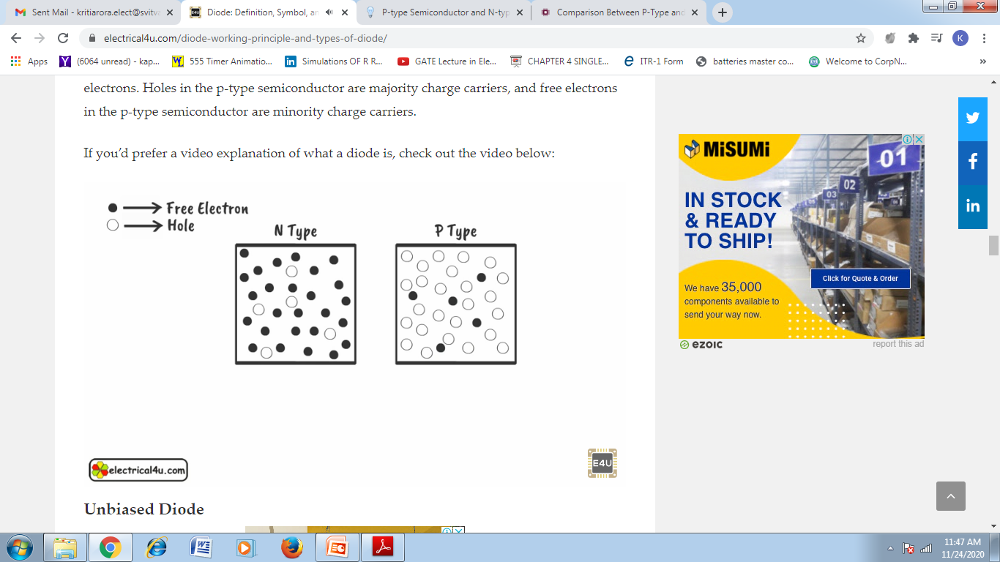 Sent Mail - kritiarora.elect@svitva
Diode: Definition, Symbol, an
P-type Semiconductor and N-typ
Comparison Between P-Type and
electrical4u.com/diode-working-principle-and-types-of-diode/
K
Apps
(6064 unread) - kap...
555 Timer Animatio...
Simulations OF R R...
GATE Lecture in Ele...
CHAPTER 4 SINGLE...
ITR-1 Form
batteries master co...
Welcome to CorpN...
electrons. Holes in the p-type semiconductor are majority charge carriers, and free electrons
in the p-type semiconductor are minority charge carriers.
If you’d prefer a video explanation of what a diode is, check out the video below:
Free Electron
Hole
N Type
P Type
electrical4u.com
E4U
Unbiased Diode
MiSUMi
01
02
03
IN STOCK
& READY
TO SHIP!
Click for Quote & Order
We have 35,000
components available to
send your way now.
ezoic
report this ad
11:47 AM
11/24/2020